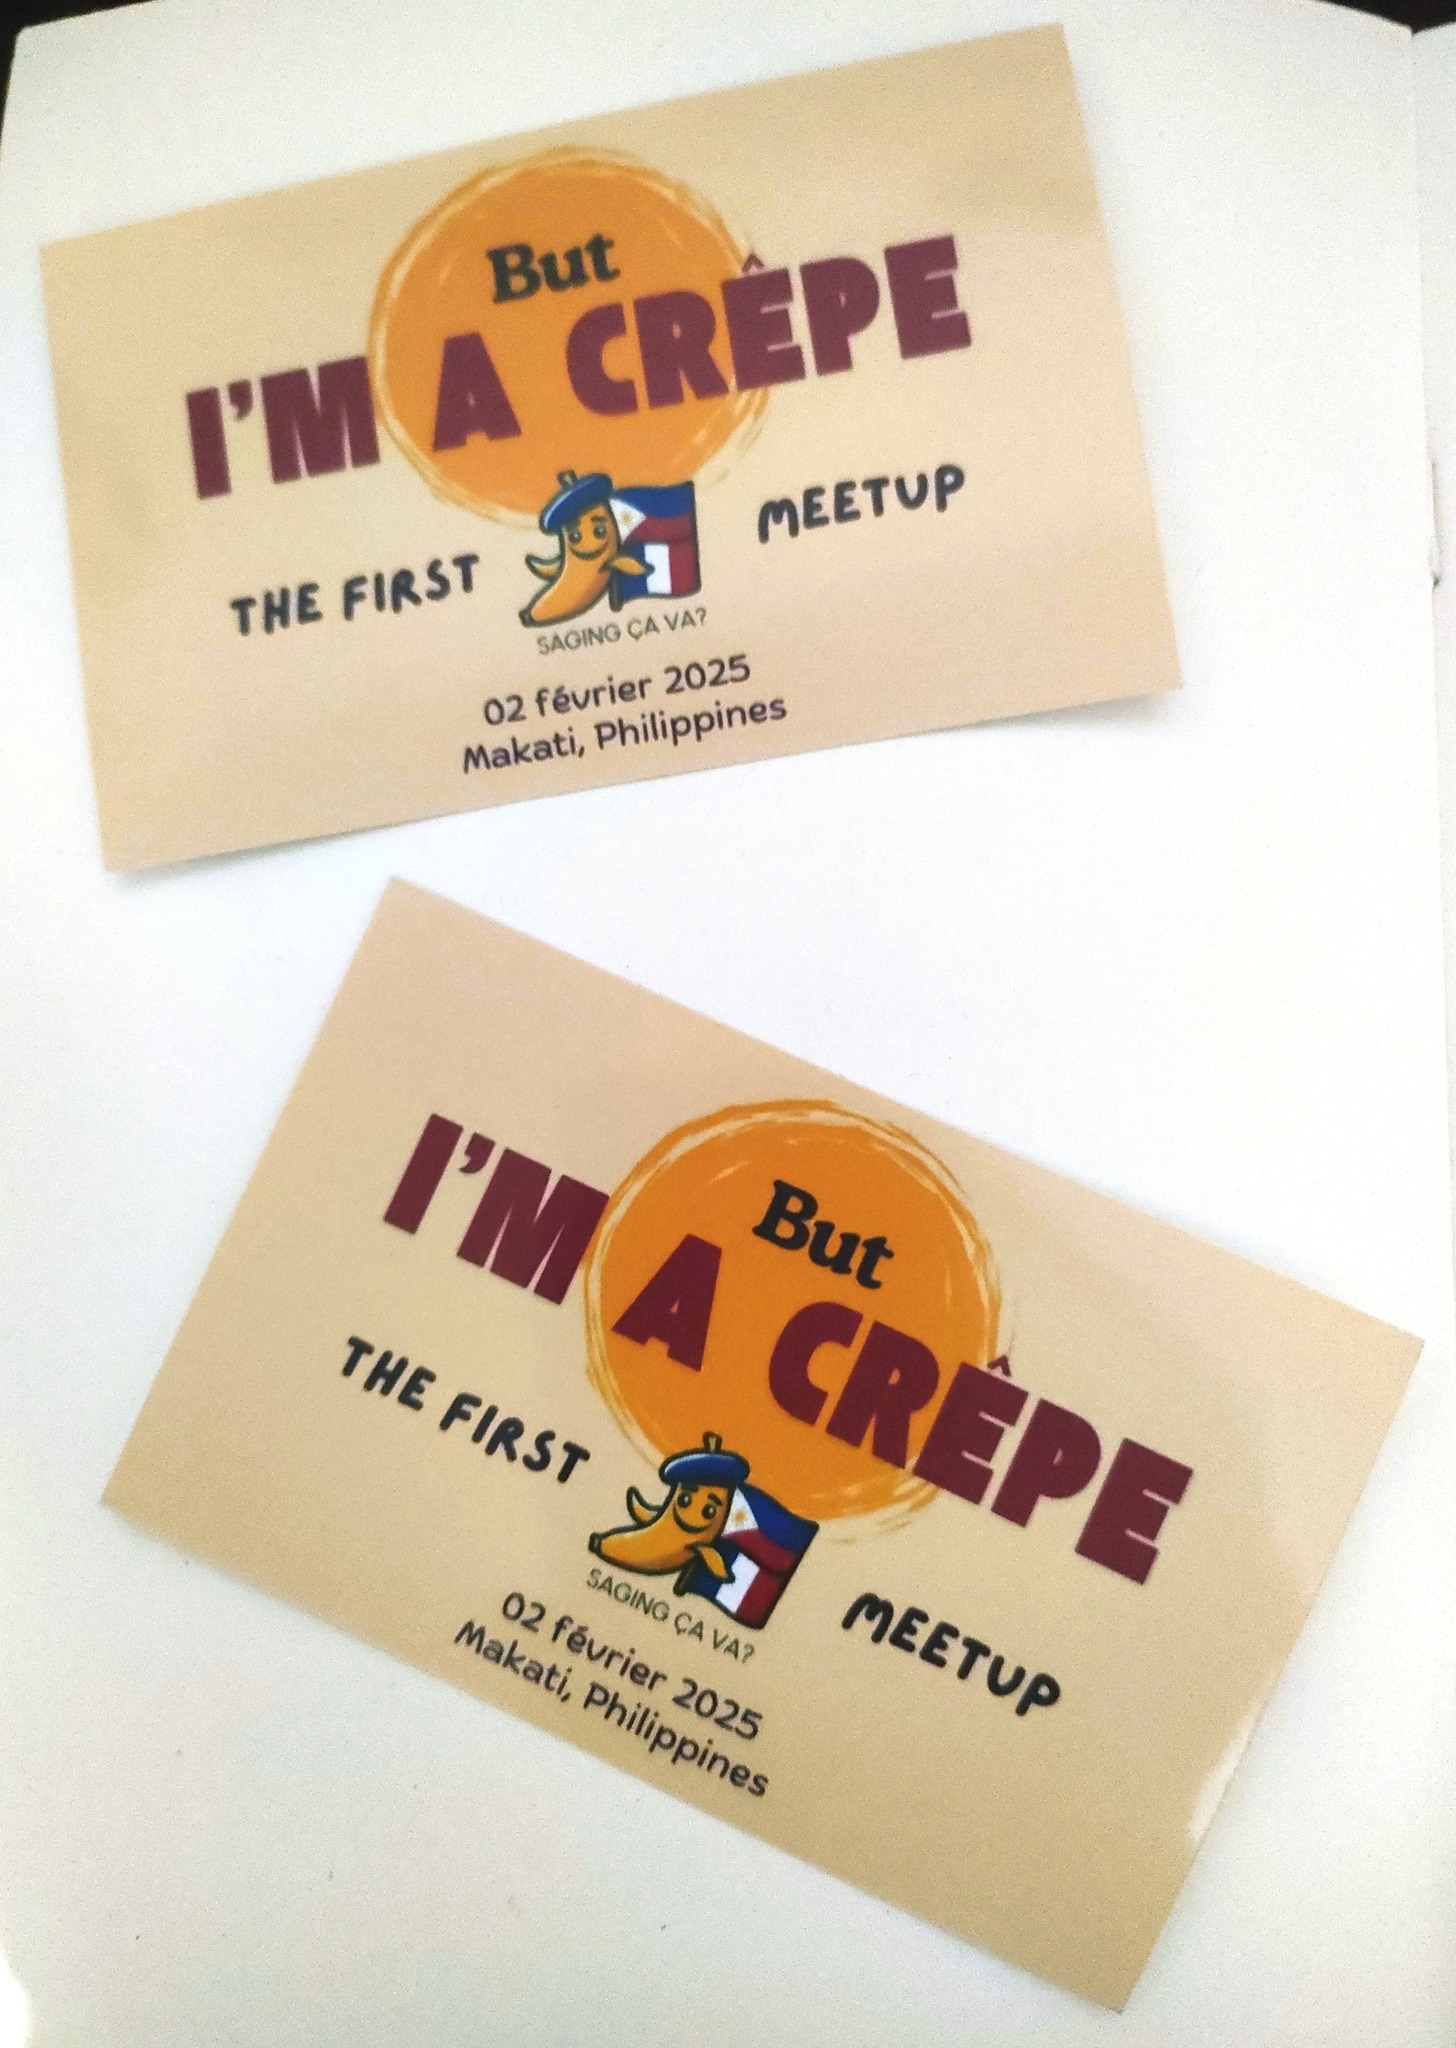 But
I'M A CRÊPE
THE FIRST
MEETUP
SAGING ÇA VA?
02 février 2025
Makati, Philippines
But
I'M A CRÊPE
THE FIRST
MEETUP
SAGING ÇA VA?
02 février 2025
Makati, Philippines